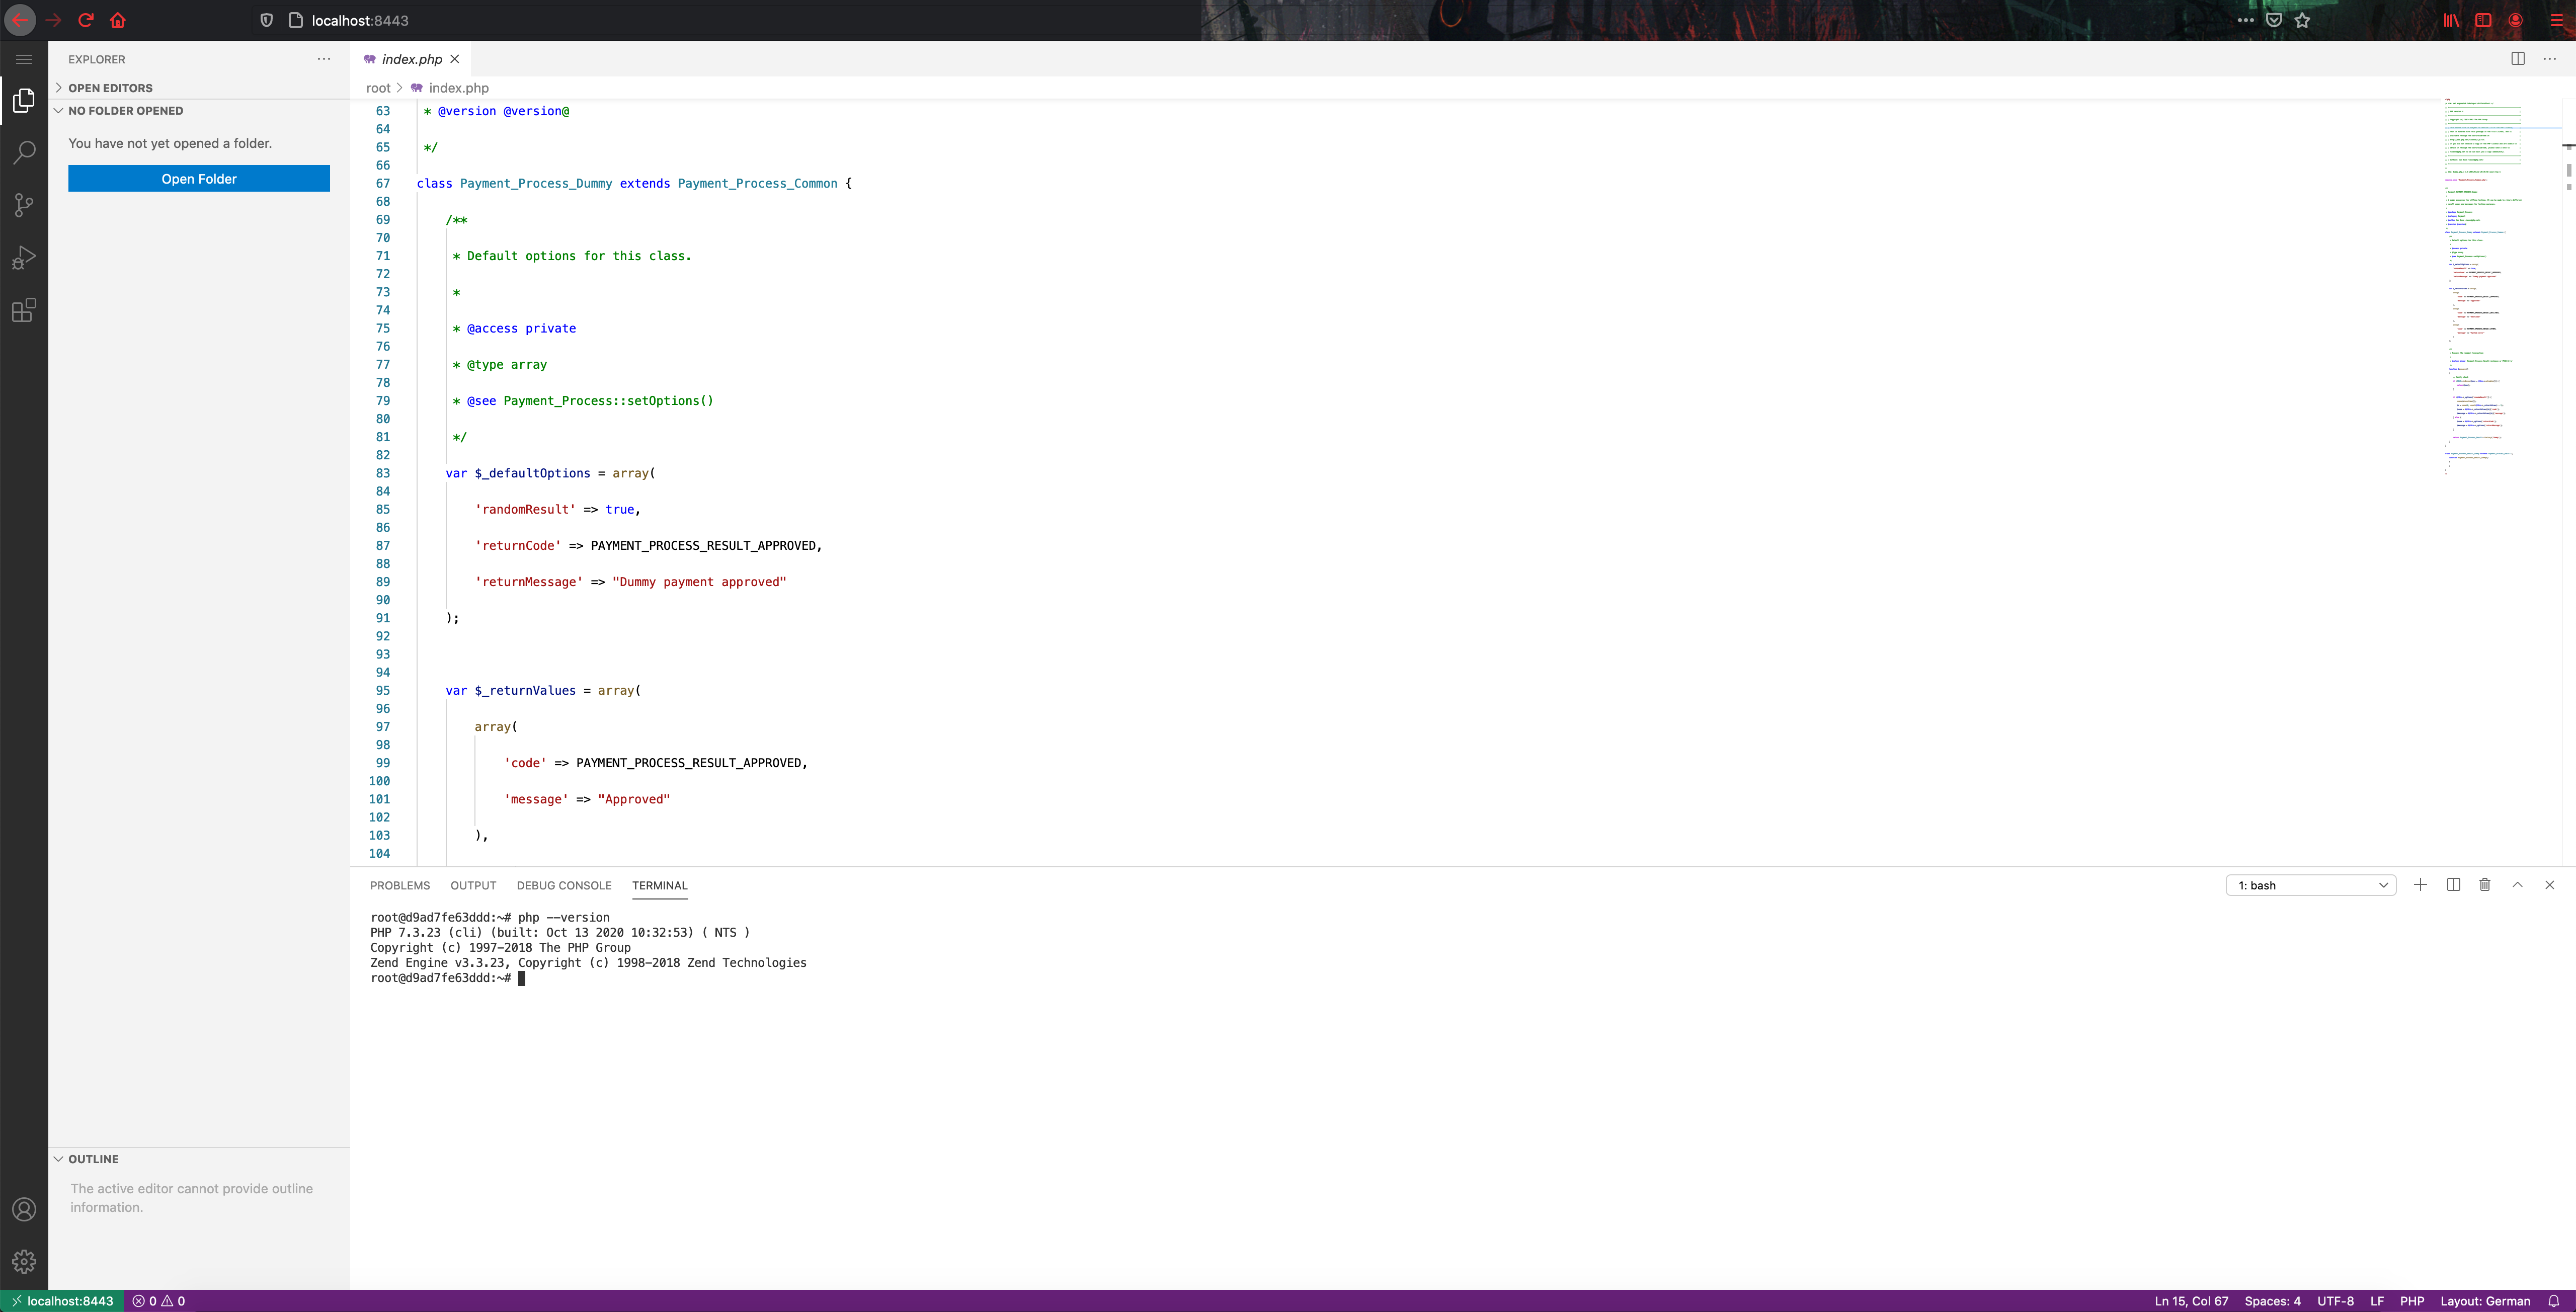 localhost:8443
EXPLORER
index.php
OPEN EDITORS
NO FOLDER OPENED
You have not yet opened a folder.
Open Folder
root > index.php
63 * @version @version@
64
65 */
66
67 class Payment_Process_Dummy extends Payment_Process_Common {
68
69 /**
70
71 * Default options for this class.
72
73 *
74
75 * @access private
76
77 * @type array
78
79 * @see Payment_Process::setOptions()
80
81 */
82
83 var $_defaultOptions = array(
84
85 'randomResult' => true,
86
87 'returnCode' => PAYMENT_PROCESS_RESULT_APPROVED,
88
89 'returnMessage' => "Dummy payment approved"
90
91 );
92
93
94
95 var $_returnValues = array(
96
97 array(
98
99 'code' => PAYMENT_PROCESS_RESULT_APPROVED,
100
101 'message' => "Approved"
102
103 ),
104
PROBLEMS OUTPUT DEBUG CONSOLE TERMINAL
1: bash
root@d9ad7fe63ddd:~# php --version
PHP 7.3.23 (cli) (built: Oct 13 2020 10:32:53) ( NTS )
Copyright (c) 1997-2018 The PHP Group
Zend Engine v3.3.23, Copyright (c) 1998-2018 Zend Technologies
root@d9ad7fe63ddd:~#
OUTLINE
The active editor cannot provide outline
information.
localhost:8443 0 0 Ln 15, Col 67 Spaces: 4 UTF-8 LF PHP Layout: German